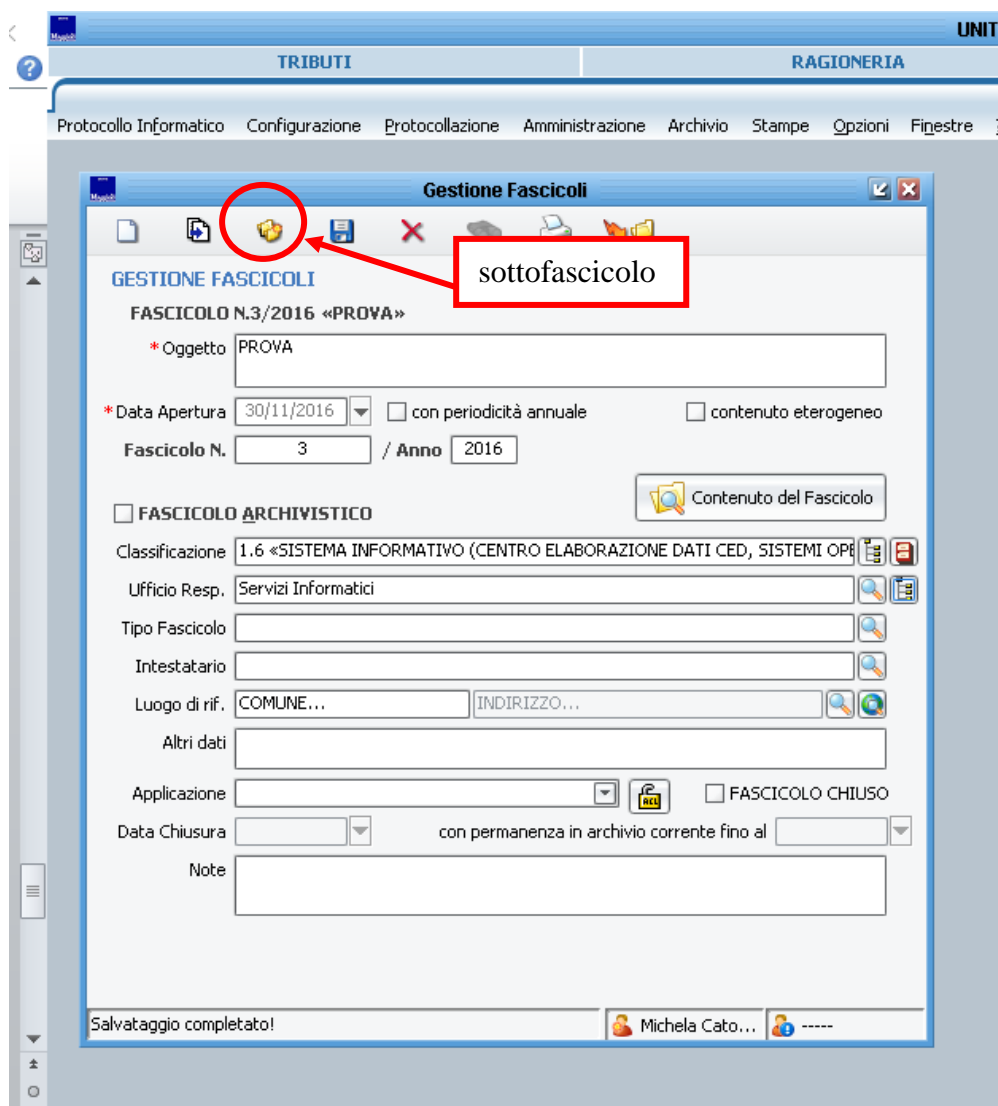 UNIT
TRIBUTI RAGIONERIA
Protocollo Informatico Configurazione Protocollazione Amministrazione Archivio Stampe Opzioni Finestre
Gestione Fascicoli
sottofascicolo
GESTIONE FASCICOLI
FASCICOLO N.3/2016 «PROVA»
*Oggetto PROVA
*Data Apertura 30/11/2016 con periodicità annuale contenuto eterogeneo
Fascicolo N. 3 / Anno 2016
Contenuto del Fascicolo
FASCICOLO ARCHIVISTICO
Classificazione 1.6 «SISTEMA INFORMATIVO (CENTRO ELABORAZIONE DATI CED, SISTEMI OPE
Ufficio Resp. Servizi Informatici
Tipo Fascicolo
Intestatario
Luogo di rif. COMUNE... INDIRIZZO...
Altri dati
Applicazione ACL FASCICOLO CHIUSO
Data Chiusura con permanenza in archivio corrente fino al
Note
Salvataggio completato! Michela Cato... -----